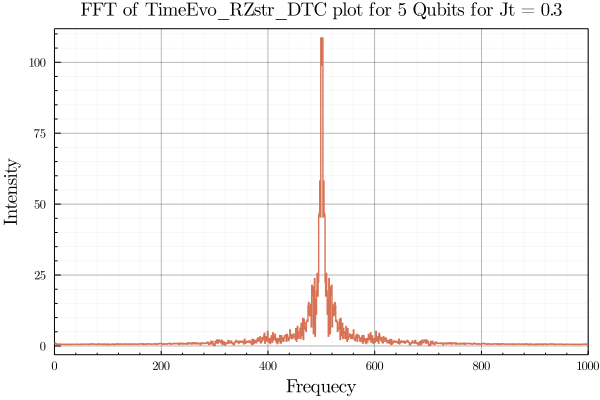 FFT of TimeEvo_RZstr_DTC plot for 5 Qubits for Jt = 0.3
100
75
50
25
0
Intensity
0 200 400 600 800 1000
Frequecy